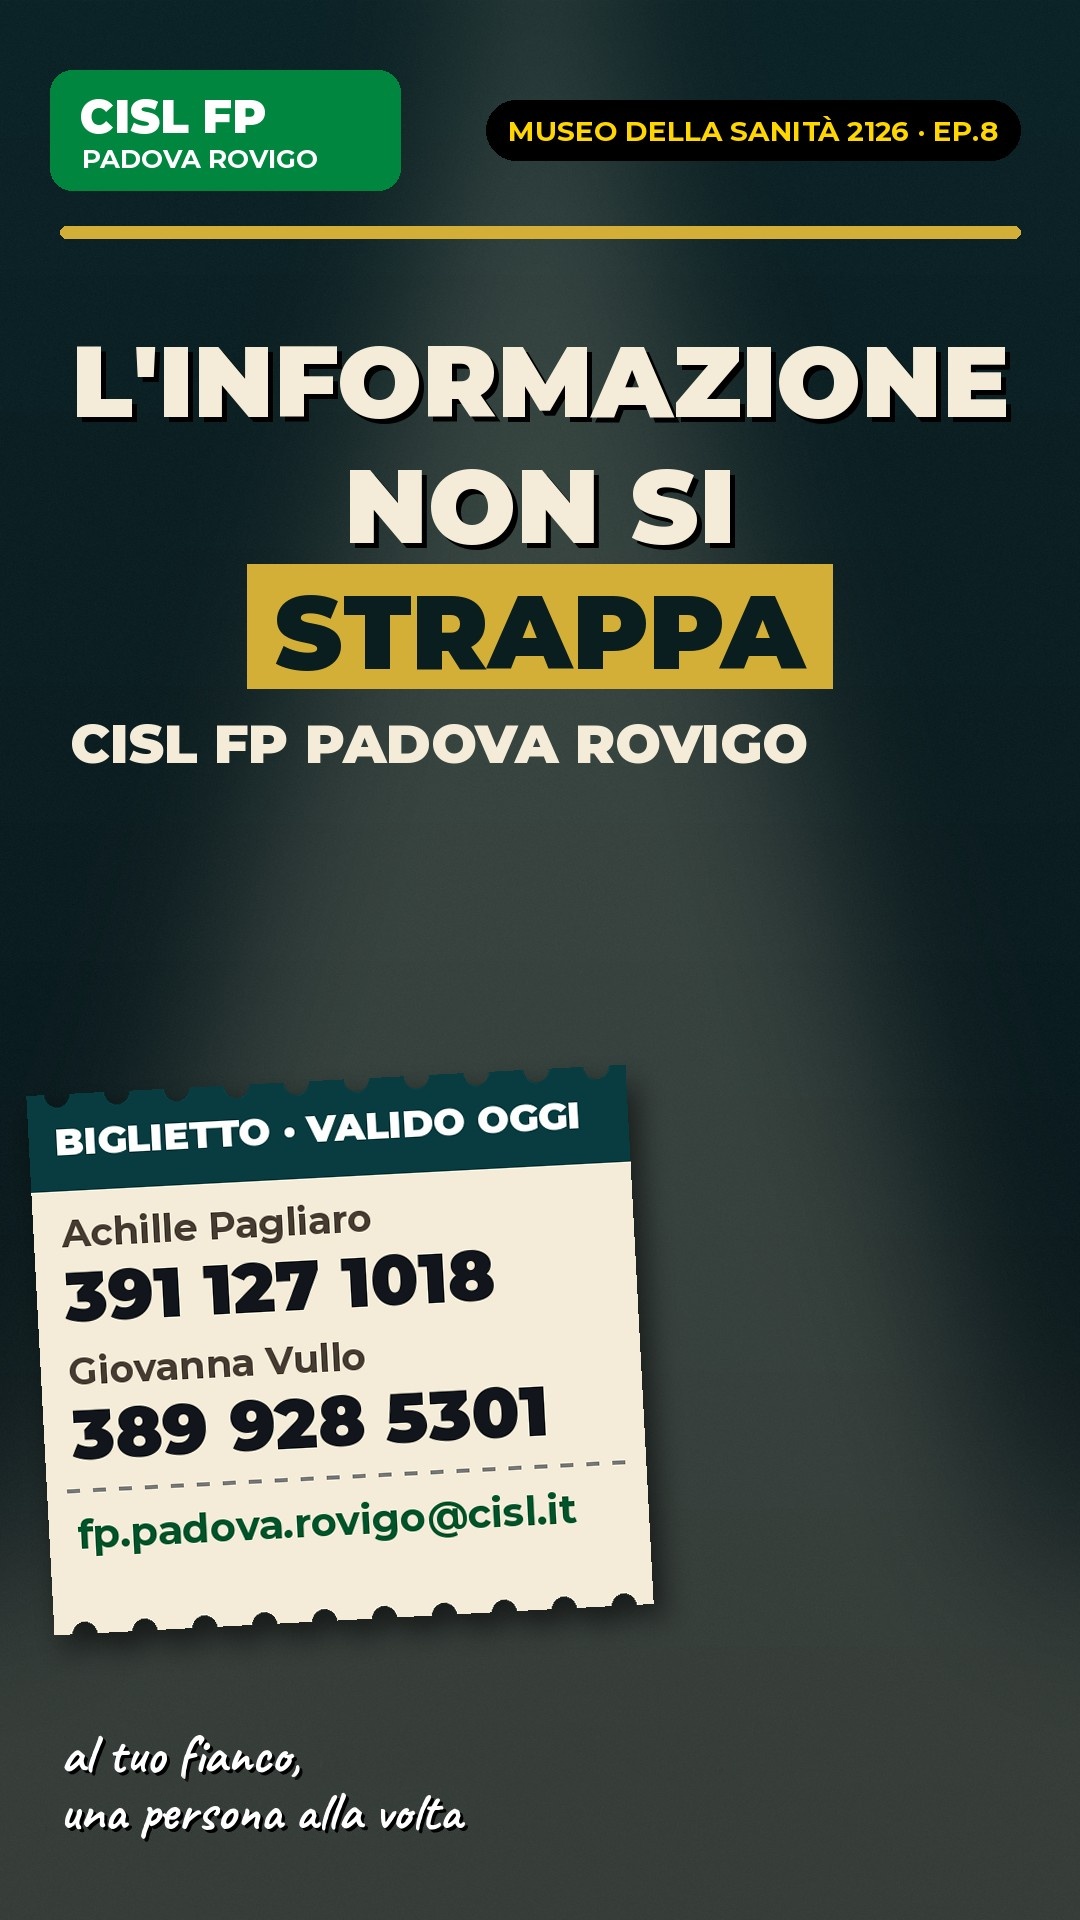 CISL FP
PADOVA ROVIGO
MUSEO DELLA SANITÀ 2126 · EP.8
L'INFORMAZIONE
NON SI
STRAPPA
CISL FP PADOVA ROVIGO
BIGLIETTO · VALIDO OGGI
Achille Pagliaro
391 127 1018
Giovanna Vullo
389 928 5301
fp.padova.rovigo@cisl.it
al tuo fianco,
una persona alla volta